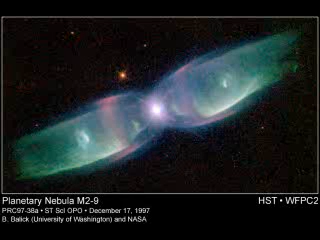 Planetary Nebula M2-9 HST • WFPC2
PRC97-38a • ST ScI OPO • December 17, 1997
B. Balick (University of Washington) and NASA